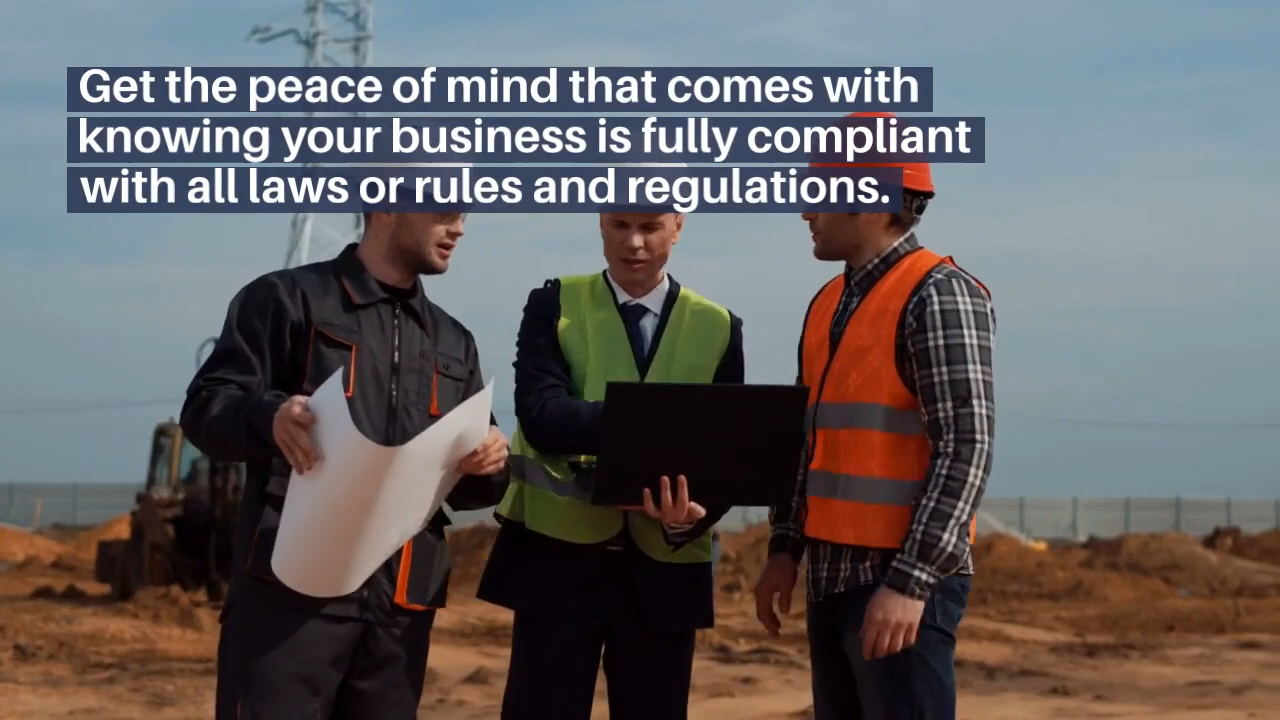 Get the peace of mind that comes with
knowing your business is fully compliant
with all laws or rules and regulations.